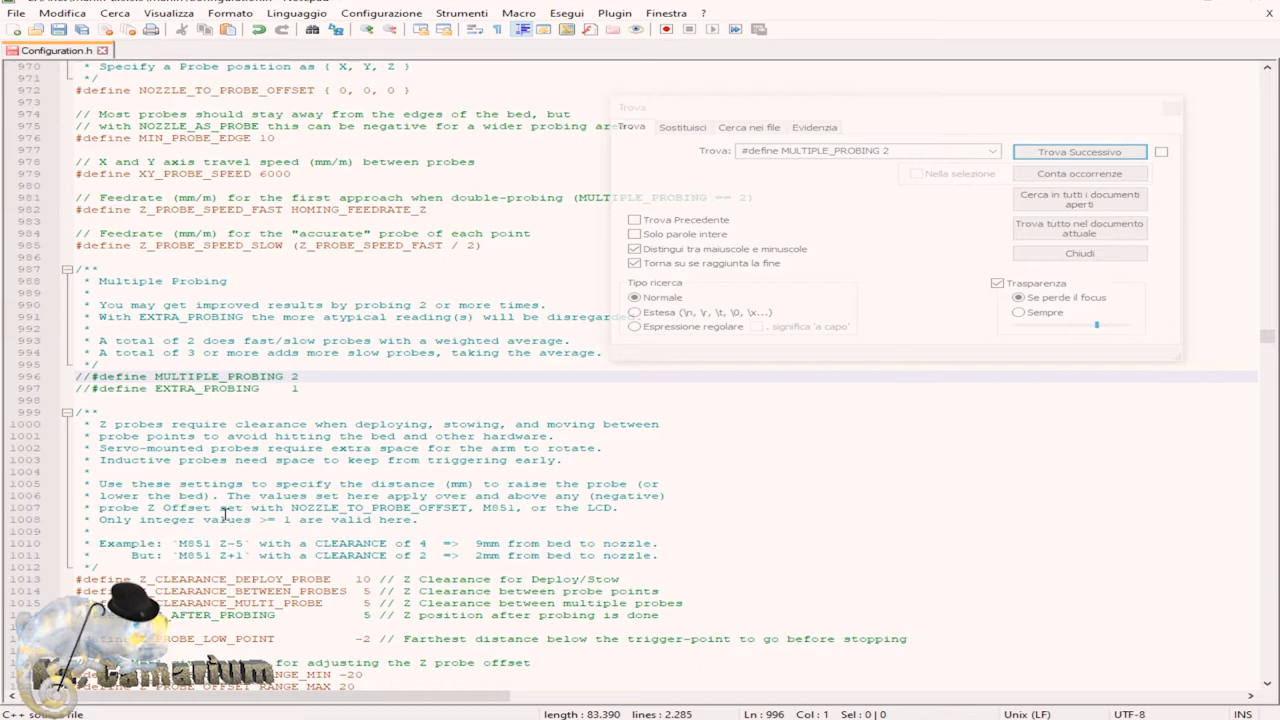 File Modifica Cerca Visualizza Formato Linguaggio Configurazione Strumenti Macro Esegui Plugin Finestra ? X
Configuration.h
970 * Specify a Probe position as { X, Y, Z }
971 */
972 #define NOZZLE_TO_PROBE_OFFSET { 0, 0, 0 }
973
974 // Most probes should stay away from the edges of the bed, but
975 // with NOZZLE_AS_PROBE this can be negative for a wider probing
976 #define MIN_PROBE_EDGE 10
977
978 // X and Y axis travel speed (mm/m) between probes
979 #define XY_PROBE_SPEED 6000
980
981 // Feedrate (mm/m) for the first approach when double-probing (MULTIPLE_PROBING == 2)
982 #define Z_PROBE_SPEED_FAST HOMING_FEEDRATE_Z
983
984 // Feedrate (mm/m) for the "accurate" probe of each point
985 #define Z_PROBE_SPEED_SLOW (Z_PROBE_SPEED_FAST / 2)
986
987 /**
988 * Multiple Probing
989 *
990 * You may get improved results by probing 2 or more times.
991 * With EXTRA_PROBING the more atypical reading(s) will be disregarded.
992 *
993 * A total of 2 does fast/slow probes with a weighted average.
994 * A total of 3 or more adds more slow probes, taking the average.
995 */
996 //#define MULTIPLE_PROBING 2
997 //#define EXTRA_PROBING 1
998
999 /**
1000 * Z probes require clearance when deploying, stowing, and moving between
1001 * probe points to avoid hitting the bed and other hardware.
1002 * Servo-mounted probes require extra space for the arm to rotate.
1003 * Inductive probes need space to keep from triggering early.
1004 *
1005 * Use these settings to specify the distance (mm) to raise the probe (or
1006 * lower the bed). The values set here apply over and above any (negative)
1007 * probe Z Offset set with NOZZLE_TO_PROBE_OFFSET, M851, or the LCD.
1008 * Only integer values >= 1 are valid here.
1009 *
1010 * Example: `M851 Z-5` with a CLEARANCE of 4 => 9mm from bed to nozzle.
1011 * But: `M851 Z+1` with a CLEARANCE of 2 => 2mm from bed to nozzle.
1012 */
1013 #define Z_CLEARANCE_DEPLOY_PROBE 10 // Z Clearance for Deploy/Stow
1014 #define Z_CLEARANCE_BETWEEN_PROBES 5 // Z Clearance between probe points
1015 _CLEARANCE_MULTI_PROBE 5 // Z Clearance between multiple probes
_AFTER_PROBING 5 // Z position after probing is done
PROBE_LOW_POINT -2 // Farthest distance below the trigger-point to go before stopping
for adjusting the Z probe offset
RANGE_MIN -20
Z_PROBE_OFFSET_RANGE_MAX 20
Trova
Trova Sostituisci Cerca nei file Evidenzia
Trova: #define MULTIPLE_PROBING 2 Trova Successivo
Nella selezione Conta occorrenze
Cerca in tutti i documenti aperti
Trova Precedente
Solo parole intere
Trova tutto nel documento attuale
Distingui tra maiuscole e minuscole
Chiudi
Torna su se raggiunta la fine
Tipo ricerca
Normale
Estesa (\n, \r, \t, \0, \x...)
Espressione regolare . significa 'a capo'
Trasparenza
Se perde il focus
Sempre
Camarium
C++ source file length : 83.390 lines : 2.285 Ln : 996 Col : 1 Sel : 0 | 0 Unix (LF) UTF-8 INS